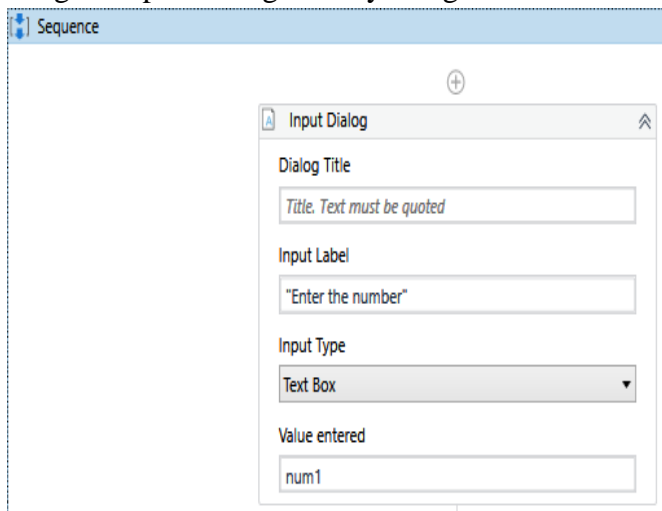 Sequence
Input Dialog
Dialog Title
Title. Text must be quoted
Input Label
"Enter the number"
Input Type
Text Box
Value entered
num1